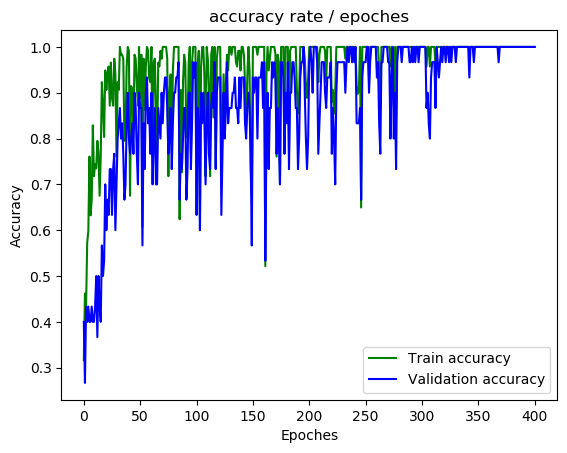 accuracy rate / epoches
1.0
0.9
0.8
0.7
0.6
0.5
0.4
0.3
Accuracy
Train accuracy
Validation accuracy
0 50 100 150 200 250 300 350 400
Epoches